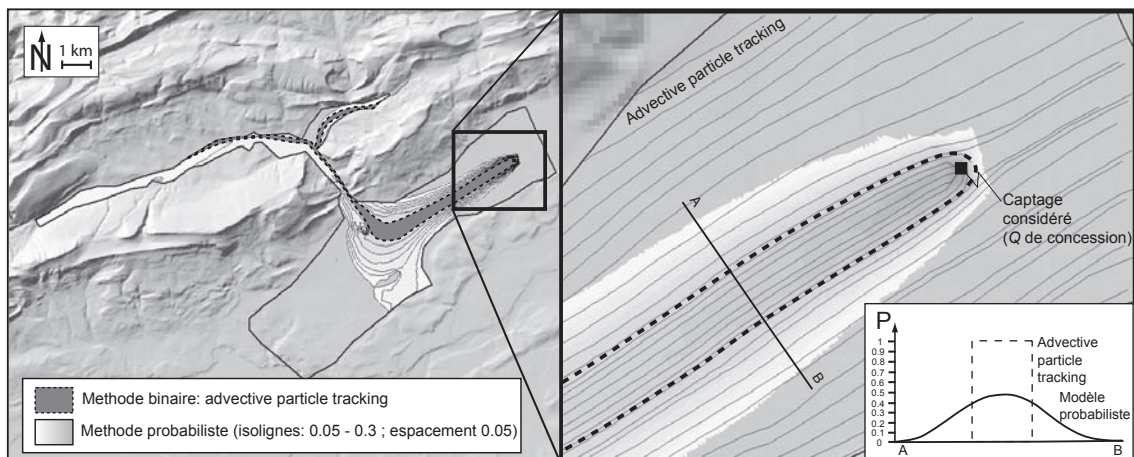 N
1 km
Methode binaire: advective particle tracking
Methode probabiliste (isolignes: 0.05 - 0.3 ; espacement 0.05)
Advective particle tracking
A
B
Captage
considéré
(Q de concession)
P
1
0.9
0.8
0.7
0.6
0.5
0.4
0.3
0.2
0.1
0
A
B
Advective
particle
tracking
Modèle
probabiliste